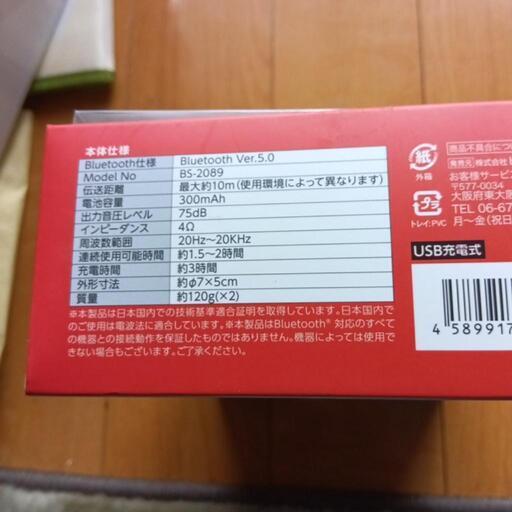 本体仕様
Bluetooth仕様 Bluetooth Ver.5.0
Model No BS-2089
伝送距離 最大約10m(使用環境によって異なります)
電池容量 300mAh
出力音圧レベル 75dB
インピーダンス 4Ω
周波数範囲 20Hz~20KHz
連続使用可能時間 約1.5~2時間
充電時間 約3時間
外形寸法 約φ7×5cm
質量 約120g(×2)
※本製品は日本国内での技術基準適合証明を取得しています。日本国内で
のご使用は電波法に適合しています。※本製品はBluetooth® 対応のすべて
の機器との接続動作を保証したものではありません。機器によっては使用で
きない場合もございます。ご了承ください。
紙
外箱
プラ
トレイ:PVC
商品不具合につ
発売元 株式会社
お客様サービス
〒577-0034
大阪府東大阪
TEL 06-67
月~金(祝日
USB充電式
4 589917